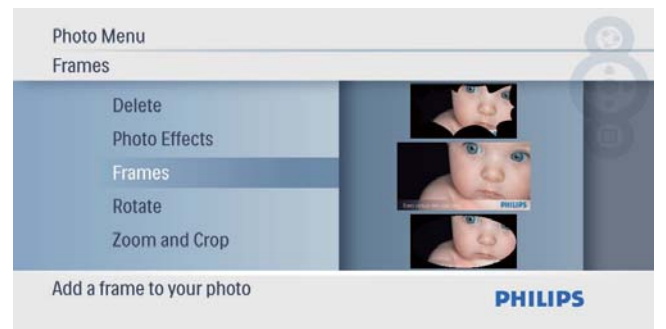 Photo Menu
Frames
Delete
Photo Effects
Frames
Rotate
Zoom and Crop
PHILIPS
Add a frame to your photo
PHILIPS